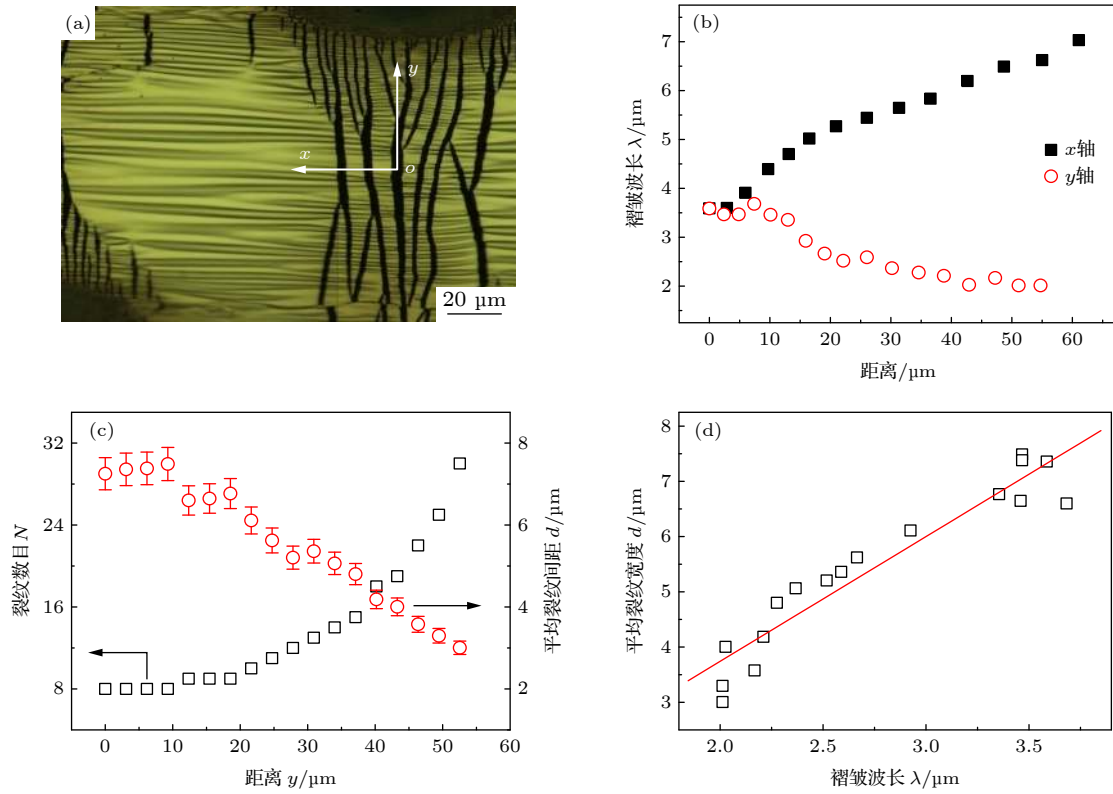 (a)
y
x
o
20 µm
(b)
7
6
5
4
3
2
褶皱波长 λ/µm
x轴
y轴
0 10 20 30 40 50 60
距离/µm
(c)
32
24
16
8
裂纹数目 N
8
6
4
2
平均裂纹间距 d/µm
0 10 20 30 40 50 60
距离 y/µm
(d)
8
7
6
5
4
3
平均裂纹宽度 d/µm
2.0 2.5 3.0 3.5
褶皱波长 λ/µm